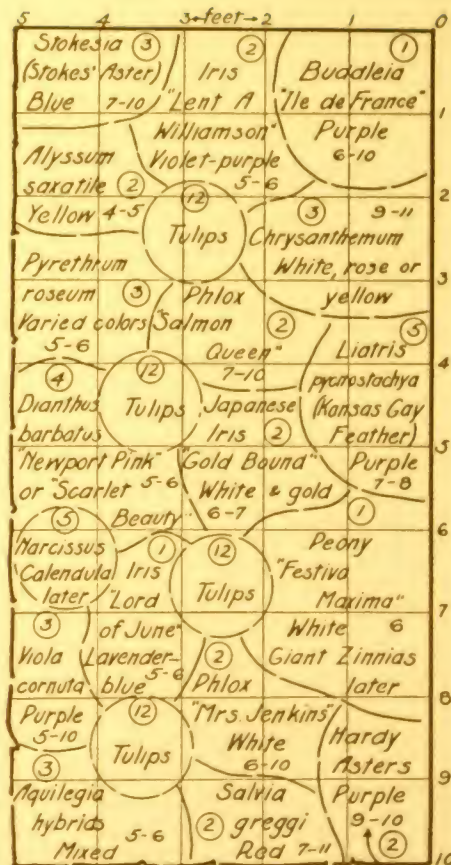 5 4 3 ←feet→ 2 1 0
Stokesia ③
(Stokes' Aster)
Blue 7-10
②
Iris
"Lent A
Williamson"
Violet-purple
5-6
①
Buddleia
"Ile de France"
Purple
6-10
1
Alyssum
saxatile ②
Yellow 4-5
2
⑫
Tulips
③ 9-11
Chrysanthemum
White, rose or
yellow
3
Pyrethrum
roseum ③
Varied colors
5-6
Phlox
"Salmon
② Queen"
7-10
⑤
Liatris
pycnostachya
(Kansas Gay
Feather)
Purple
7-8
4
④
Dianthus
barbatus
"Newport Pink"
or "Scarlet 5-6
Beauty"
⑫
Tulips
Japanese
Iris ②
"Gold Bound"
White & gold
6-7
5
6
⑤
Narcissus
Calendula
later
①
Iris
"Lord
of June"
Lavender-
blue 5-6
⑫
Tulips
①
Peony
"Festiva
Maxima"
White 6
Giant Zinnias
later
7
③
Viola
cornuta
Purple
5-10
②
Phlox
"Mrs. Jenkins"
White
6-10
8
⑫
Tulips
Hardy
Asters
Purple
9-10
②
9
③
Aquilegia
hybrids
Mixed 5-6
Salvia
② greggi
Red 7-11
10